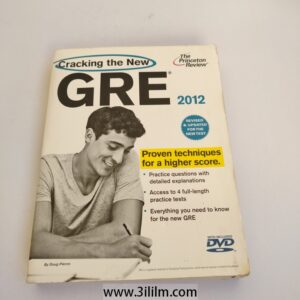 Cracking the New
The
Princeton
Review
GRE®
2012
REVISED
& UPDATED
FOR THE
NEW TEST
Proven techniques
for a higher score.
• Practice questions with
detailed explanations
• Access to 4 full-length
practice tests
• Everything you need to know
for the new GRE
DVD
By Doug Pierce
www.3ililm.com